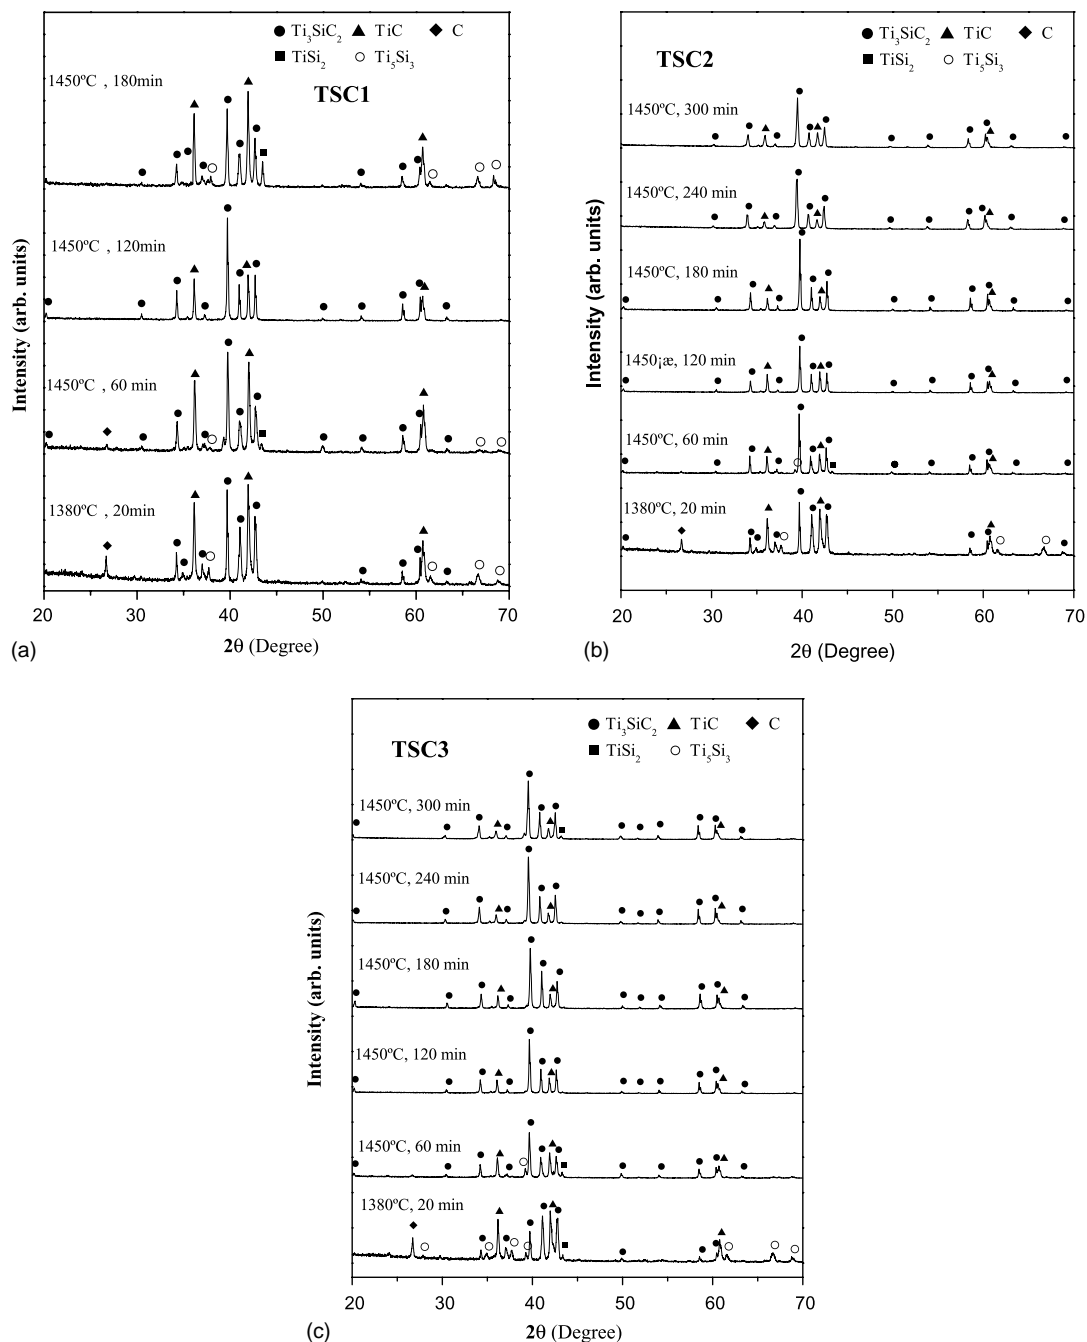 ● Ti₃SiC₂ ▲ TiC ◆ C
■ TiSi₂ ○ Ti₅Si₃
TSC1
1450ºC , 180min
1450ºC , 120min
1450ºC , 60 min
1380ºC , 20min
Intensity (arb. units)
20 30 40 50 60 70
2θ (Degree)
(a)
● Ti₃SiC₂ ▲ TiC ◆ C
■ TiSi₂ ○ Ti₅Si₃
TSC2
1450ºC, 300 min
1450ºC, 240 min
1450ºC, 180 min
1450¡æ, 120 min
1450ºC, 60 min
1380ºC, 20 min
Intensity (arb. units)
20 30 40 50 60 70
2θ (Degree)
(b)
● Ti₃SiC₂ ▲ TiC ◆ C
■ TiSi₂ ○ Ti₅Si₃
TSC3
1450ºC, 300 min
1450ºC, 240 min
1450ºC, 180 min
1450ºC, 120 min
1450ºC, 60 min
1380ºC, 20 min
Intensity (arb. units)
20 30 40 50 60 70
2θ (Degree)
(c)